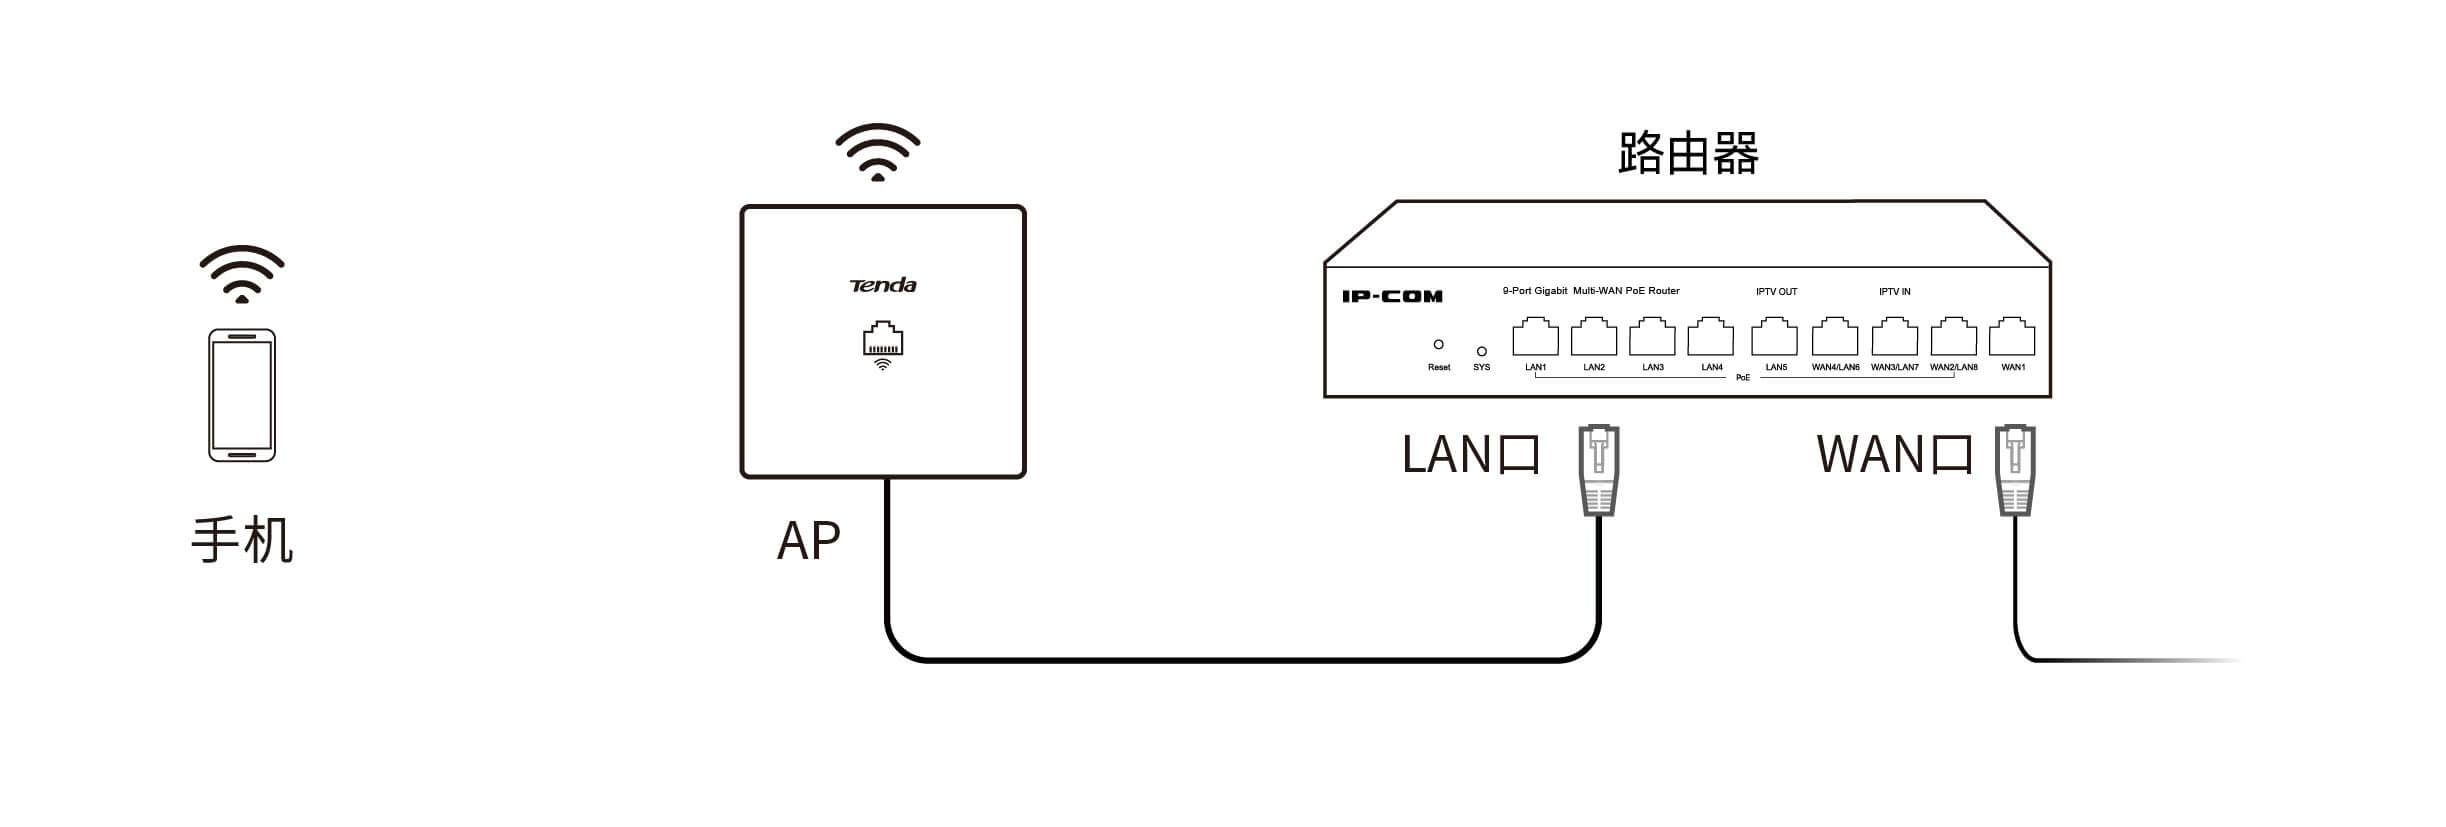 路由器
Tenda
IP-COM
9-Port Gigabit Multi-WAN PoE Router
IPTV OUT
IPTV IN
Reset
SYS
LAN1
LAN2
LAN3
LAN4
LAN5
WAN4/LAN6
WAN3/LAN7
WAN2/LAN8
WAN1
PoE
LAN口
WAN口
手机
AP